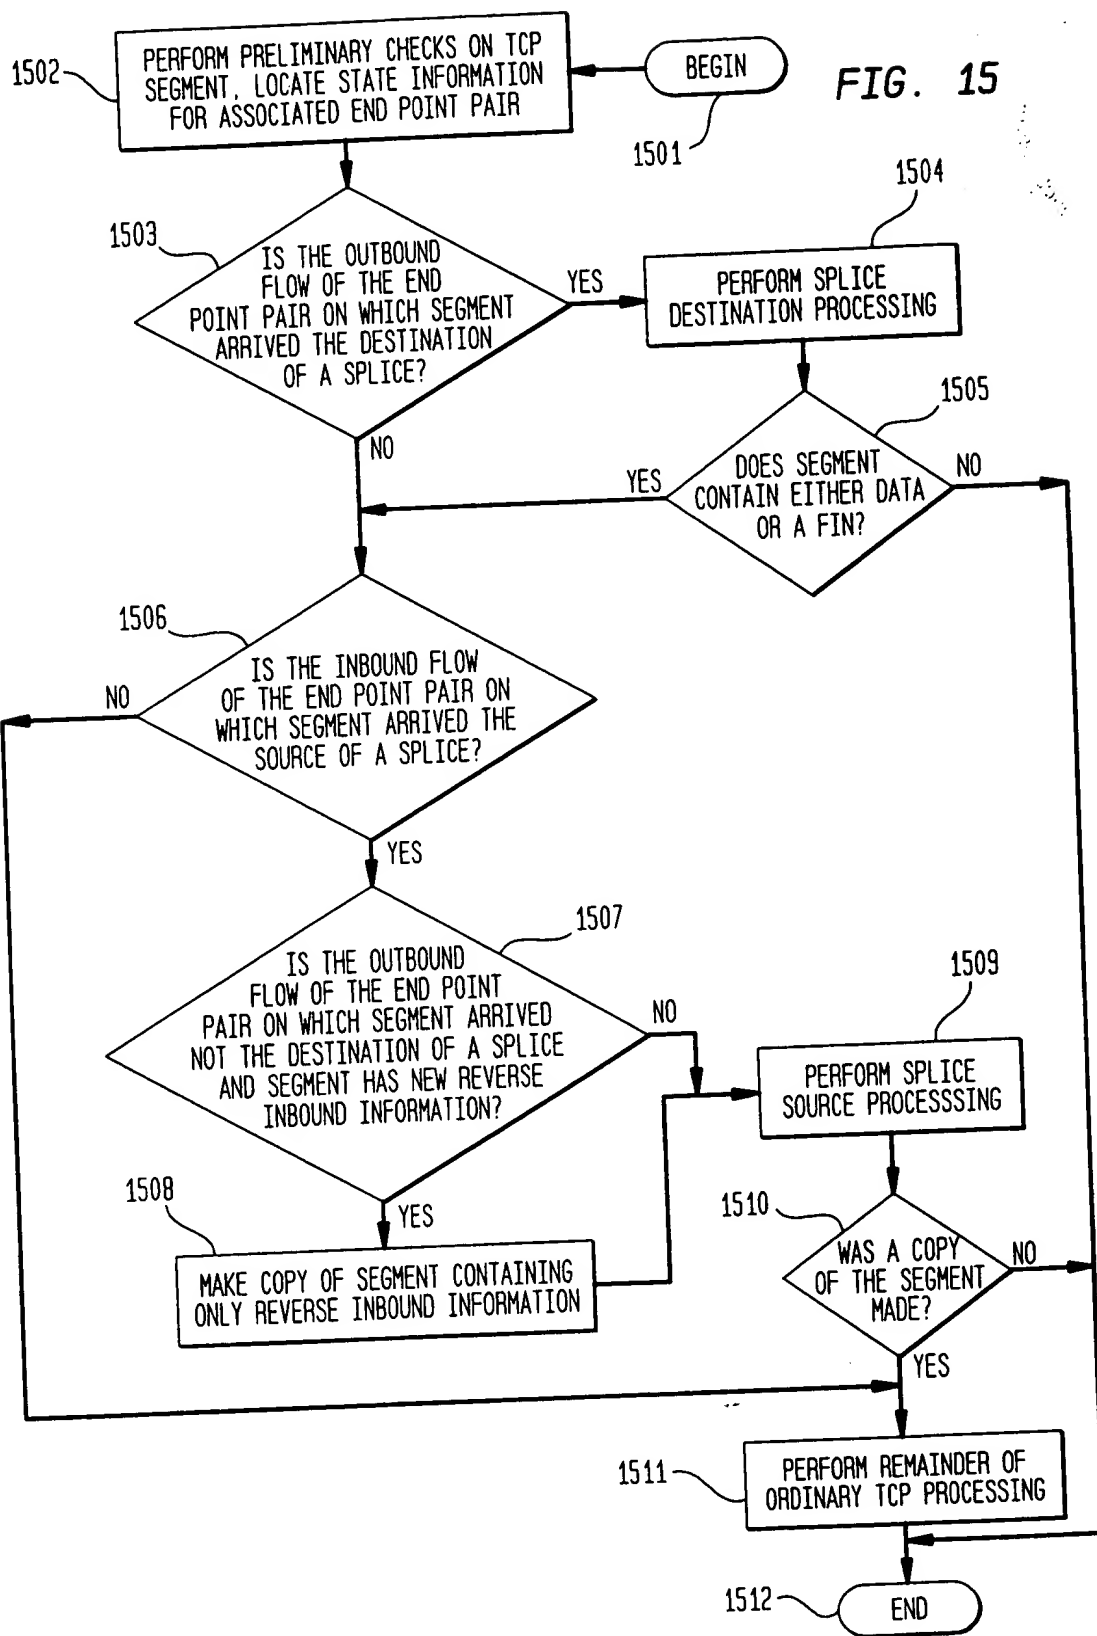 FIG. 15
BEGIN
1501
1502
PERFORM PRELIMINARY CHECKS ON TCP
SEGMENT, LOCATE STATE INFORMATION
FOR ASSOCIATED END POINT PAIR
1503
IS THE OUTBOUND
FLOW OF THE END
POINT PAIR ON WHICH SEGMENT
ARRIVED THE DESTINATION
OF A SPLICE?
YES
NO
1504
PERFORM SPLICE
DESTINATION PROCESSING
1505
DOES SEGMENT
CONTAIN EITHER DATA
OR A FIN?
YES
NO
1506
IS THE INBOUND FLOW
OF THE END POINT PAIR ON
WHICH SEGMENT ARRIVED THE
SOURCE OF A SPLICE?
NO
YES
1507
IS THE OUTBOUND
FLOW OF THE END POINT
PAIR ON WHICH SEGMENT ARRIVED
NOT THE DESTINATION OF A SPLICE
AND SEGMENT HAS NEW REVERSE
INBOUND INFORMATION?
NO
YES
1508
MAKE COPY OF SEGMENT CONTAINING
ONLY REVERSE INBOUND INFORMATION
1509
PERFORM SPLICE
SOURCE PROCESSSING
1510
WAS A COPY
OF THE SEGMENT
MADE?
NO
YES
1511
PERFORM REMAINDER OF
ORDINARY TCP PROCESSING
1512
END